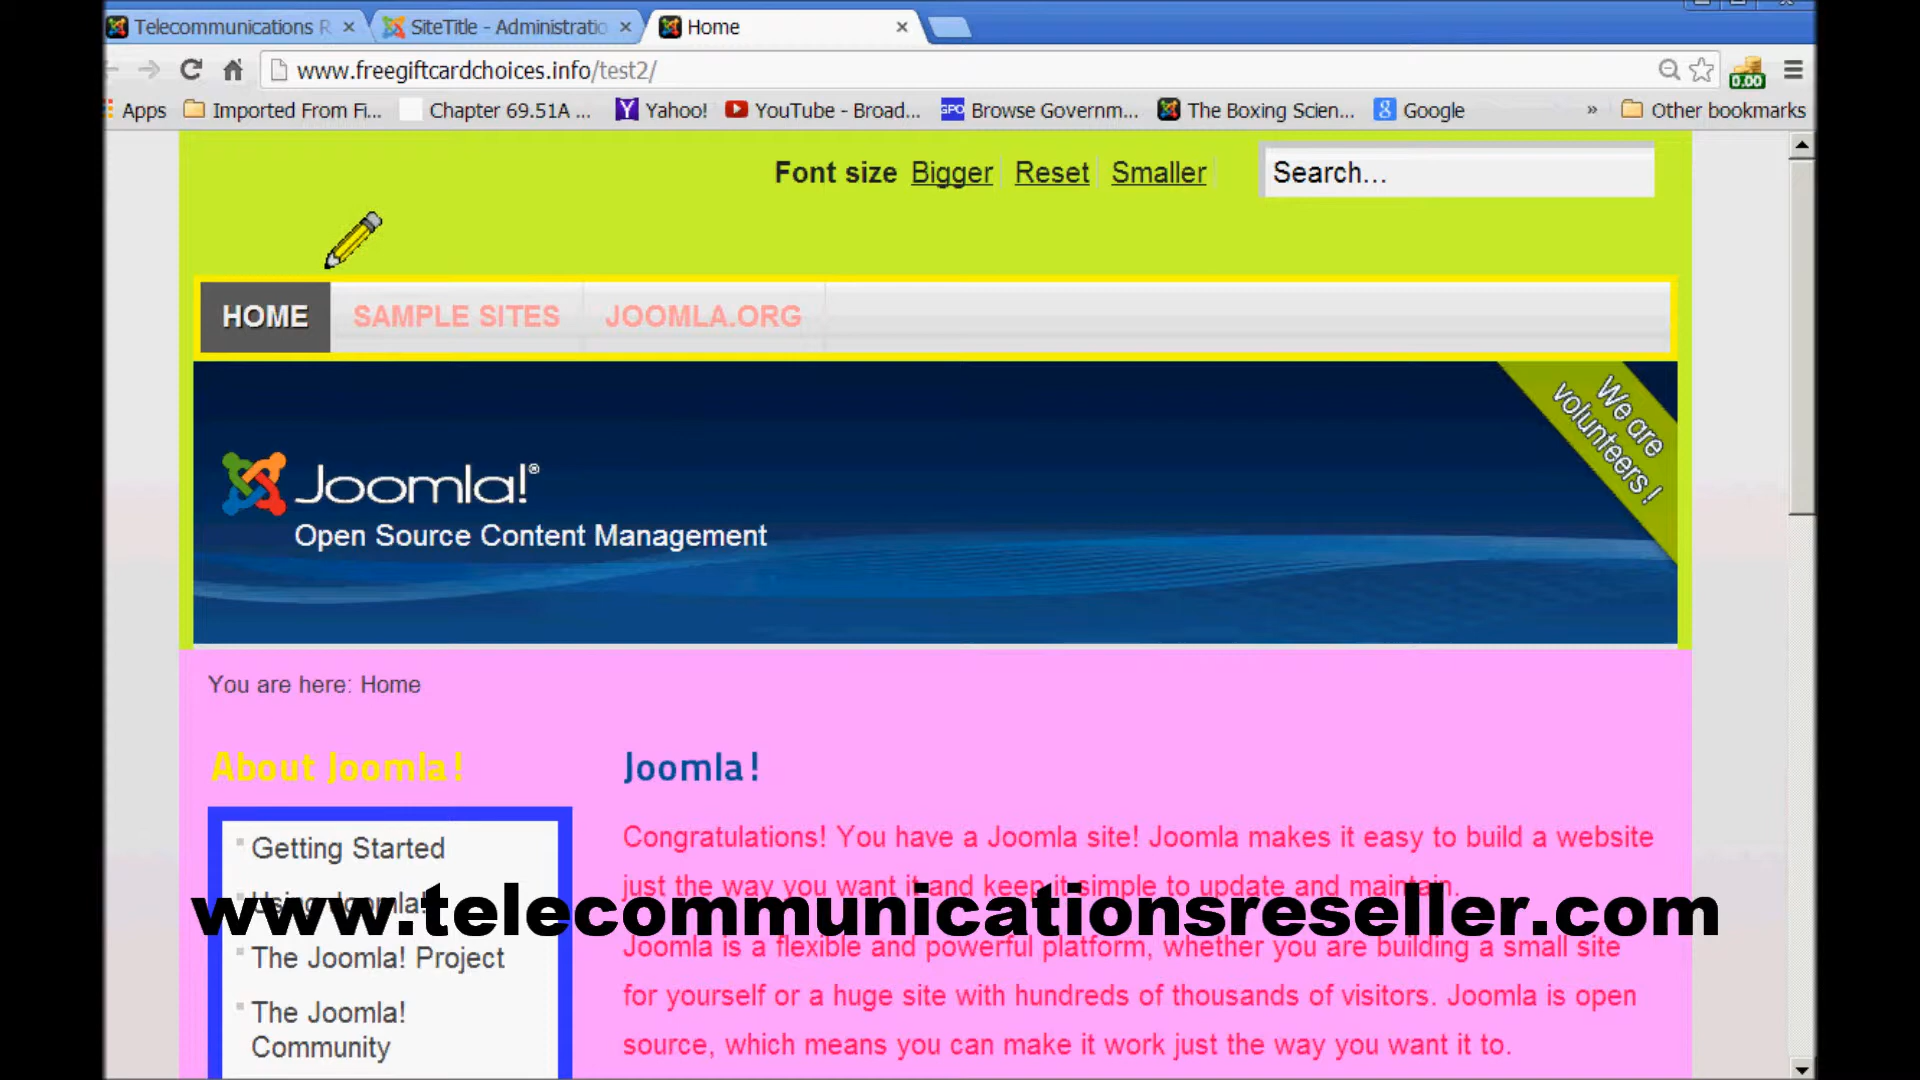 Telecommunications R
SiteTitle - Administratio
Home
www.freegiftcardchoices.info/test2/
0.00
Apps
Imported From Fi...
Chapter 69.51A ...
Yahoo!
YouTube - Broad...
GPO
Browse Governm...
The Boxing Scien...
Google
»
Other bookmarks
Font size Bigger Reset Smaller
Search...
HOME SAMPLE SITES JOOMLA.ORG
We are
volunteers!
Joomla!®
Open Source Content Management
You are here: Home
About Joomla!
Getting Started
Using Joomla!
The Joomla! Project
The Joomla!
Community
Joomla!
Congratulations! You have a Joomla site! Joomla makes it easy to build a website
just the way you want it and keep it simple to update and maintain.
Joomla is a flexible and powerful platform, whether you are building a small site
for yourself or a huge site with hundreds of thousands of visitors. Joomla is open
source, which means you can make it work just the way you want it to.
www.telecommunicationsreseller.com